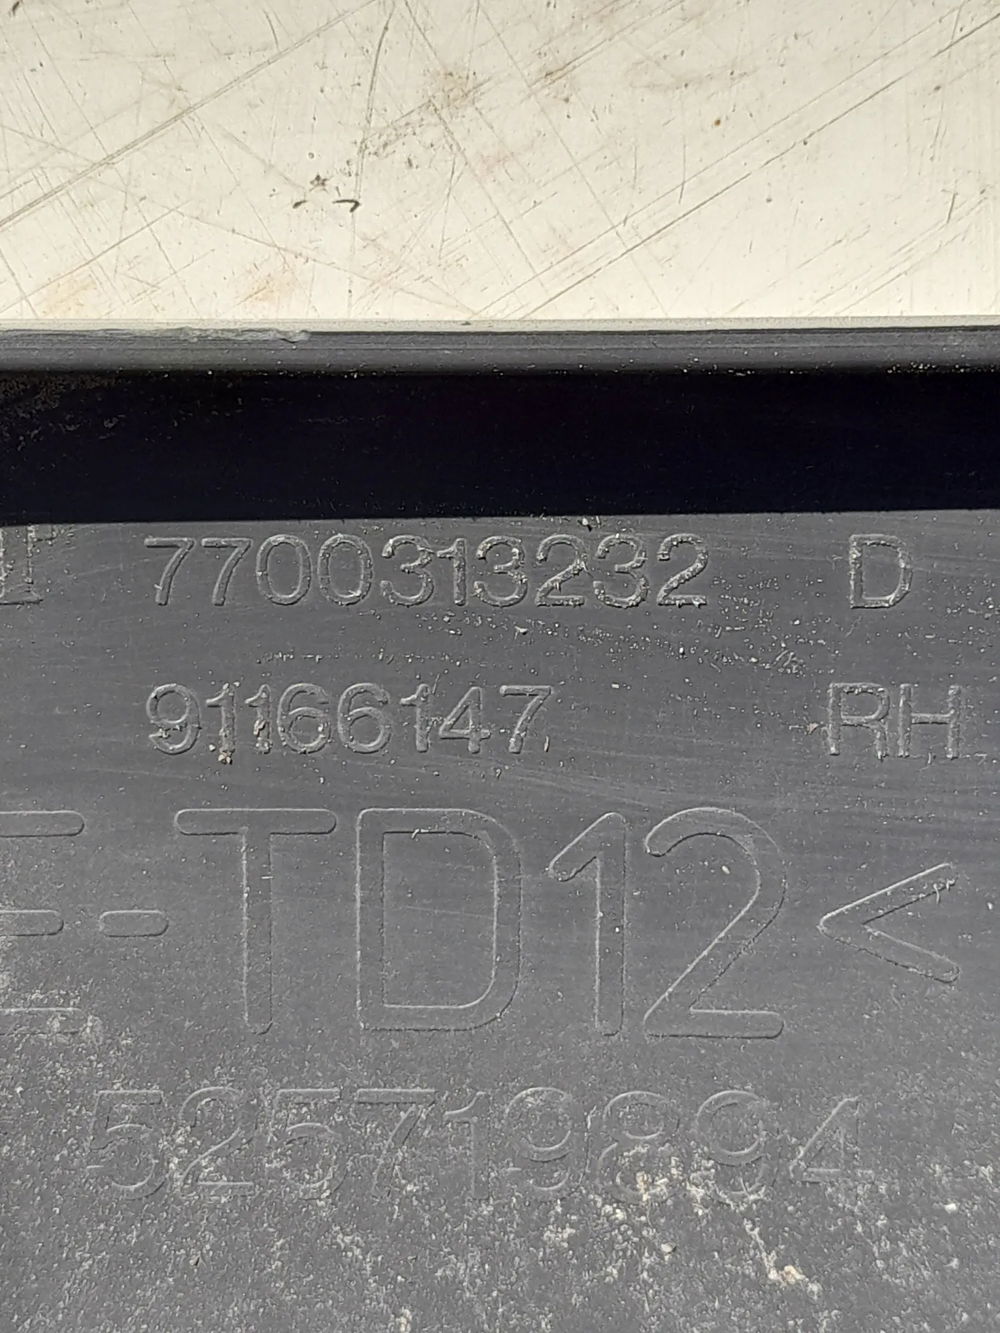 7700313232 D
91166147 RH
E-TD12<
525719894